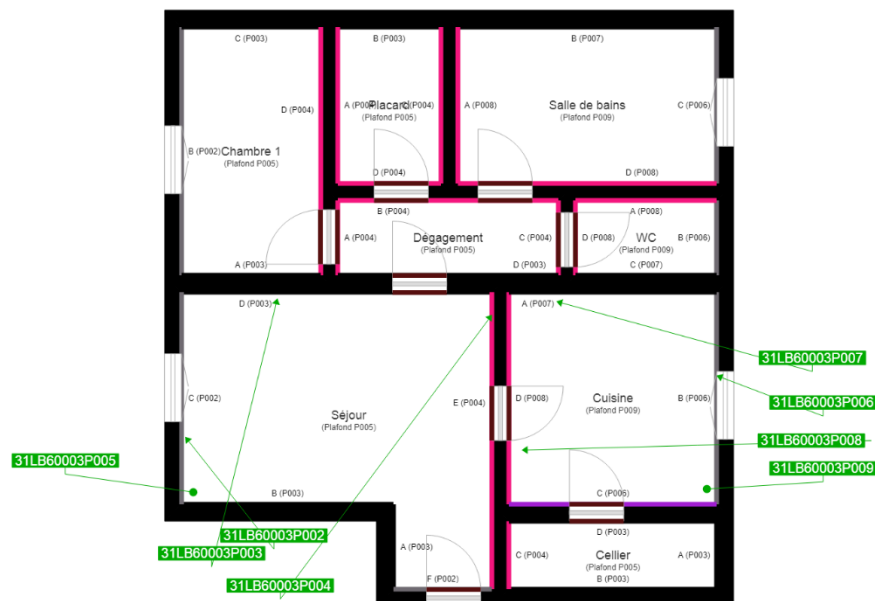 C (P003)
B (P003)
B (P007)
D (P004)
A (P004)
Placard
C (P004)
(Plafond P005)
A (P008)
Salle de bains
(Plafond P009)
C (P006)
B (P002)
Chambre 1
(Plafond P005)
D (P004)
D (P008)
B (P004)
A (P008)
A (P004)
Dégagement
(Plafond P005)
C (P004)
D (P008)
WC
(Plafond P009)
B (P006)
A (P003)
D (P003)
C (P007)
D (P003)
A (P007)
31LB60003P007
C (P002)
Séjour
(Plafond P005)
E (P004)
D (P008)
Cuisine
(Plafond P009)
B (P006)
31LB60003P006
31LB60003P008
31LB60003P005
31LB60003P009
B (P003)
C (P006)
31LB60003P002
31LB60003P003
31LB60003P004
A (P003)
F (P002)
D (P003)
C (P004)
Cellier
(Plafond P005)
A (P003)
B (P003)